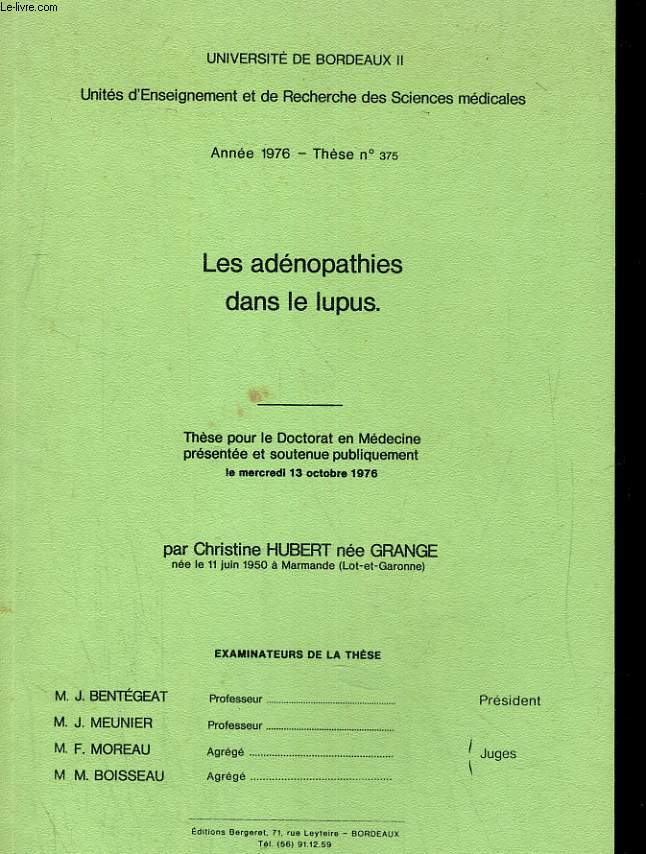 Le-livre.com
UNIVERSITÉ DE BORDEAUX II
Unités d'Enseignement et de Recherche des Sciences médicales
Année 1976 – Thèse n° 375
Les adénopathies
dans le lupus.
Thèse pour le Doctorat en Médecine
présentée et soutenue publiquement
le mercredi 13 octobre 1976
par Christine HUBERT née GRANGE
née le 11 juin 1950 à Marmande (Lot-et-Garonne)
EXAMINATEURS DE LA THÈSE
M. J. BENTÉGEAT Professeur ........................................ Président
M. J. MEUNIER Professeur ........................................
M. F. MOREAU Agrégé ............................................. Juges
M M. BOISSEAU Agrégé .............................................
Éditions Bergeret, 71, rue Leyteire – BORDEAUX
Tél. (56) 91.12.59